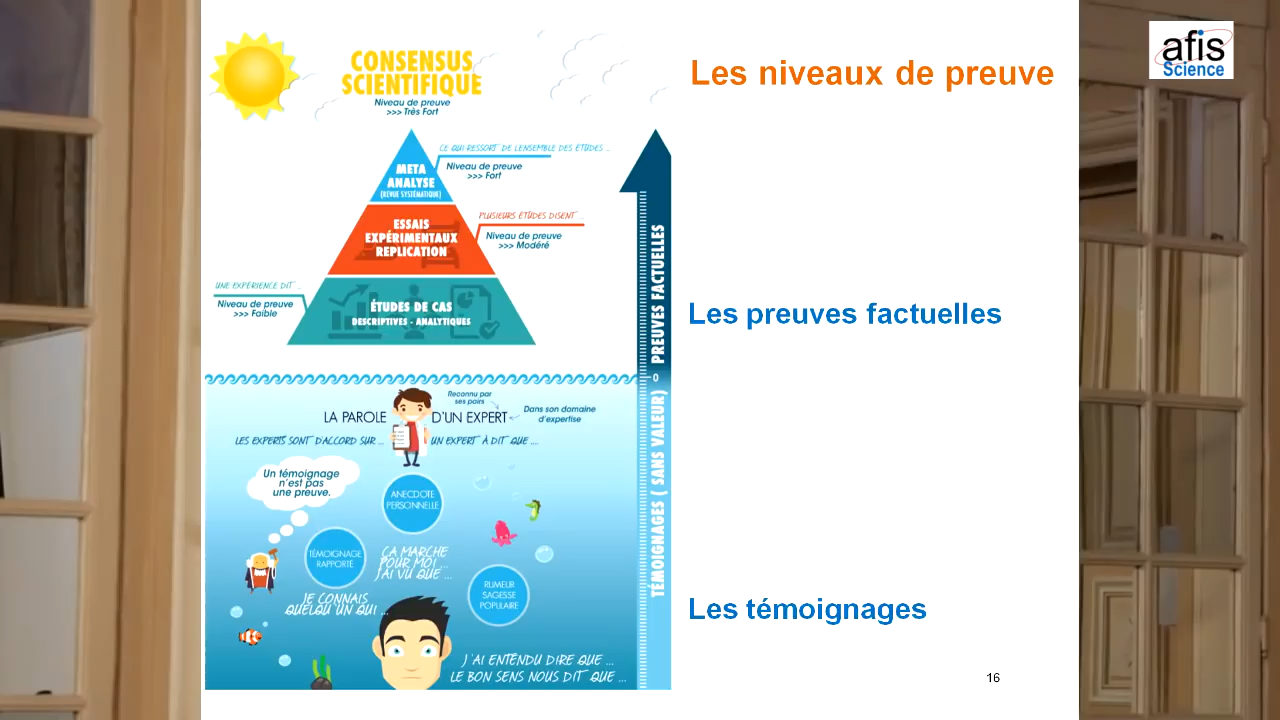 CONSENSUS
SCIENTIFIQUE
Niveau de preuve
>>> Très Fort
META
ANALYSE
(REVUE SYSTÉMATIQUE)
CE QUI RESSORT DE L'ENSEMBLE DES ÉTUDES ...
Niveau de preuve
>>> Fort
ESSAIS
EXPÉRIMENTAUX
REPLICATION
PLUSIEURS ÉTUDES DISENT ...
Niveau de preuve
>>> Modéré
UNE EXPÉRIENCE DIT ...
Niveau de preuve
>>> Faible
ÉTUDES DE CAS
DESCRIPTIVES - ANALYTIQUES
Reconnu par
ses pairs
LA PAROLE D'UN EXPERT
Dans son domaine
d'expertise
LES EXPERTS SONT D'ACCORD SUR ... UN EXPERT À DIT QUE ....
Un témoignage
n'est pas
une preuve.
ANECDOTE
PERSONNELLE
TÉMOIGNAGE
RAPPORTÉ
ÇA MARCHE
POUR MOI ...
J'AI VU QUE ...
JE CONNAIS
QUELQU'UN QUI ...
RUMEUR
SAGESSE
POPULAIRE
J'AI ENTENDU DIRE QUE ...
LE BON SENS NOUS DIT QUE ...
TÉMOIGNAGES ( SANS VALEUR) 0 PREUVES FACTUELLES
Les niveaux de preuve
Les preuves factuelles
Les témoignages
16
afis
Science